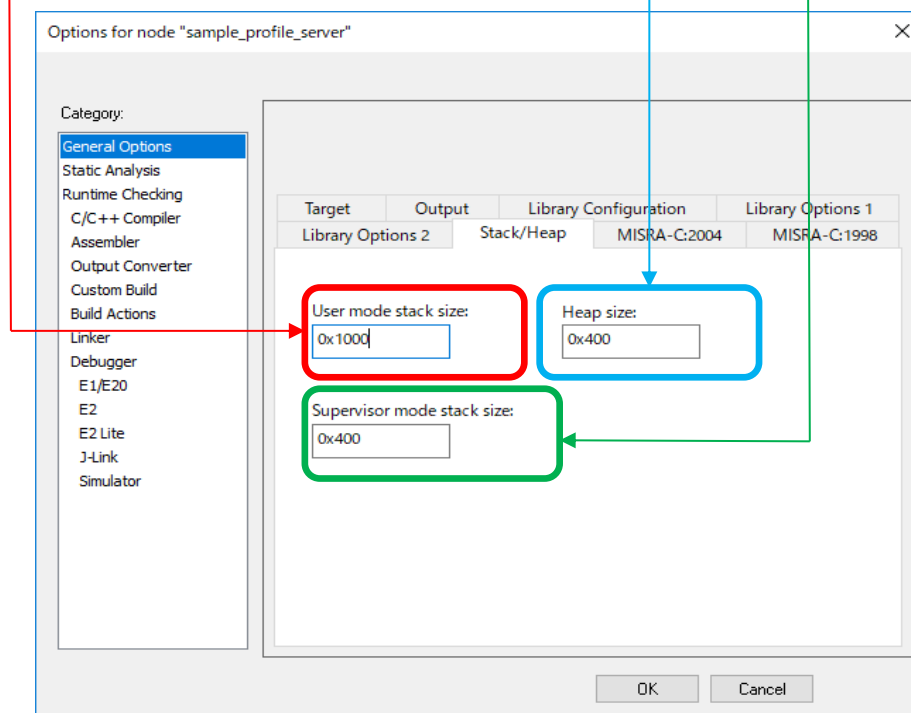 Options for node "sample_profile_server"
Category:
General Options
Static Analysis
Runtime Checking
C/C++ Compiler
Assembler
Output Converter
Custom Build
Build Actions
Linker
Debugger
E1/E20
E2
E2 Lite
J-Link
Simulator
Target Output Library Configuration Library Options 1
Library Options 2 Stack/Heap MISRA-C:2004 MISRA-C:1998
User mode stack size: Heap size:
0x1000 0x400
Supervisor mode stack size:
0x400
OK Cancel